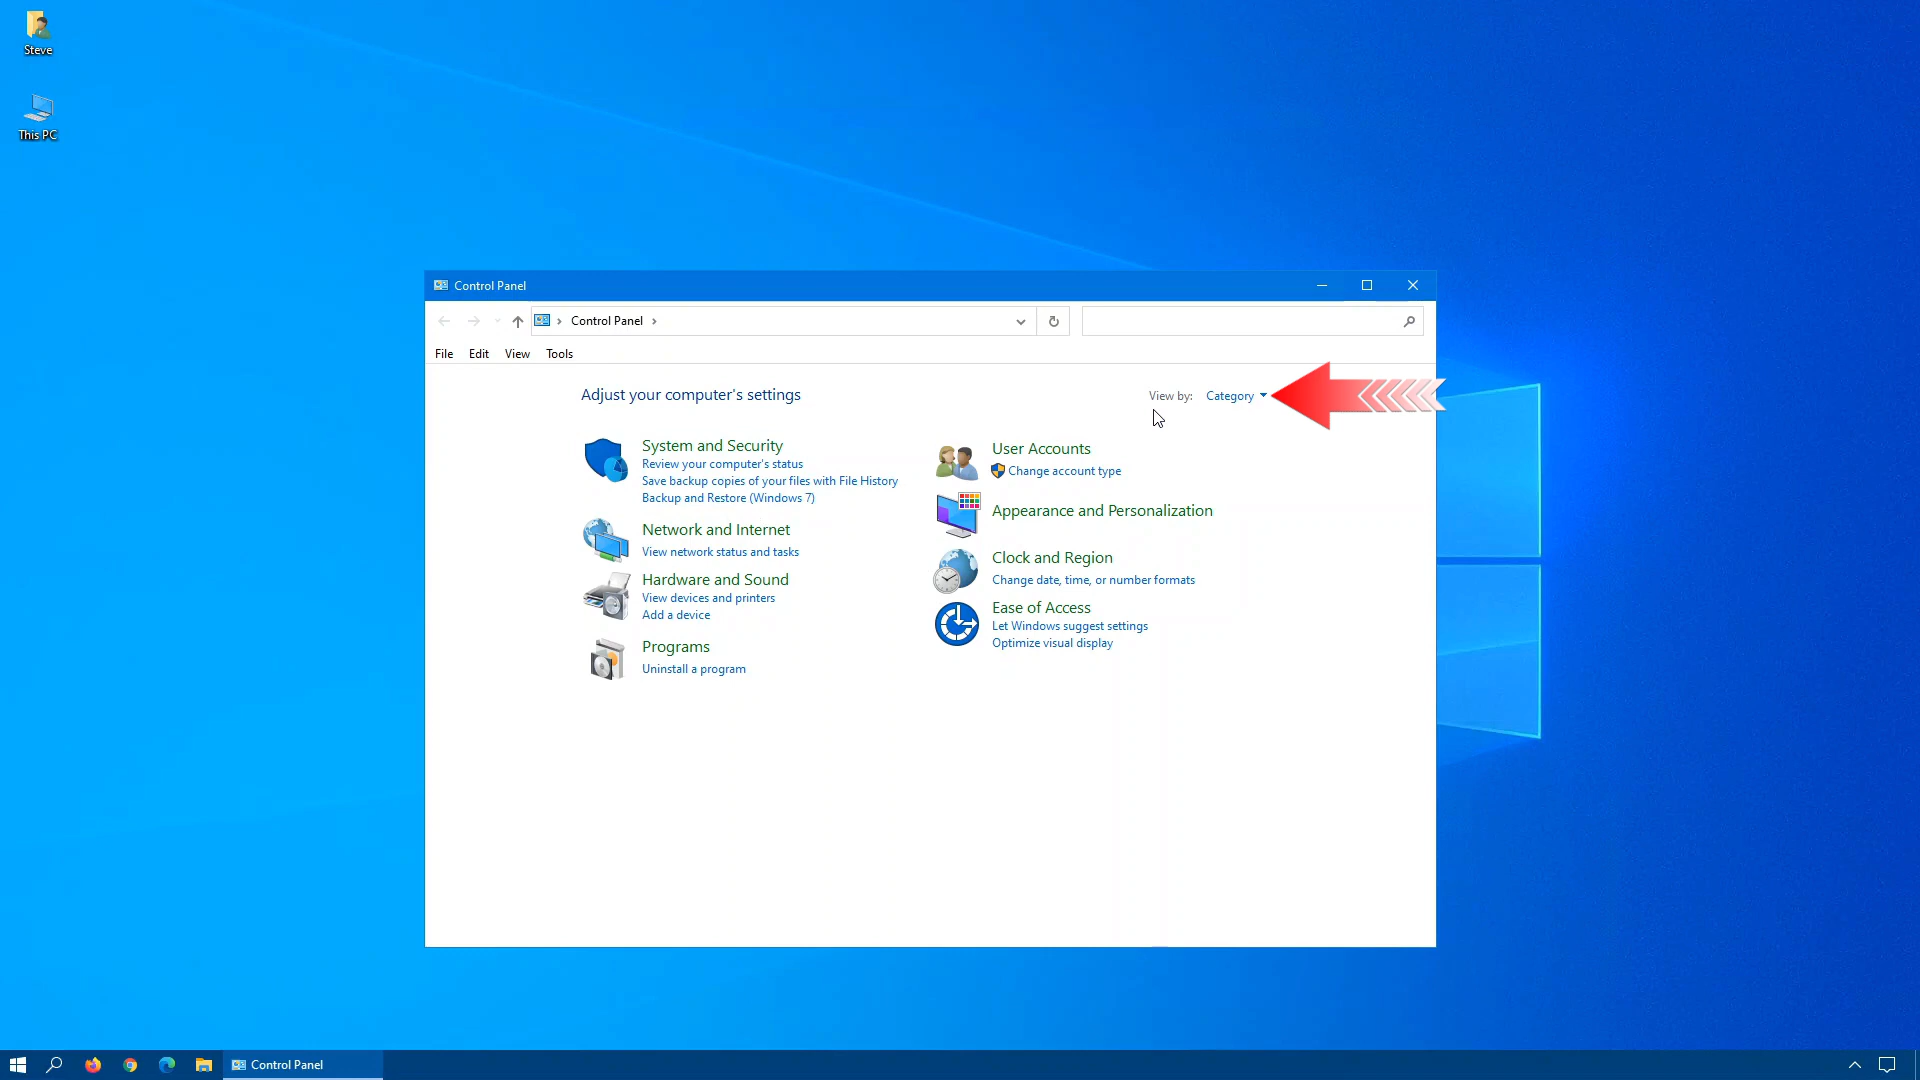 Steve
This PC
Control Panel
Control Panel
File Edit View Tools
Adjust your computer's settings
View by: Category
System and Security
Review your computer's status
Save backup copies of your files with File History
Backup and Restore (Windows 7)
Network and Internet
View network status and tasks
Hardware and Sound
View devices and printers
Add a device
Programs
Uninstall a program
User Accounts
Change account type
Appearance and Personalization
Clock and Region
Change date, time, or number formats
Ease of Access
Let Windows suggest settings
Optimize visual display
Control Panel